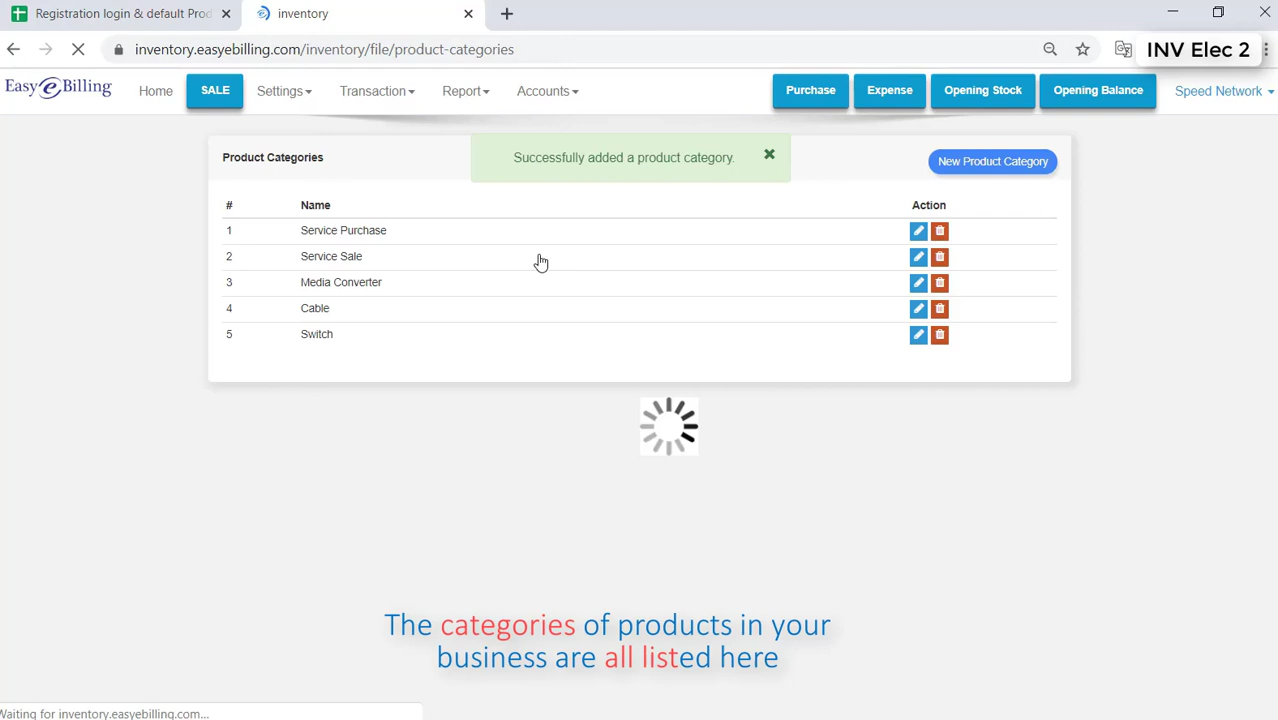 Registration login & default Prod
inventory
inventory.easyebilling.com/inventory/file/product-categories
INV Elec 2
Easy e Billing
Home
SALE
Settings
Transaction
Report
Accounts
Purchase
Expense
Opening Stock
Opening Balance
Speed Network
Product Categories
Successfully added a product category.
New Product Category
# Name Action
1 Service Purchase
2 Service Sale
3 Media Converter
4 Cable
5 Switch
The categories of products in your
business are all listed here
Waiting for inventory.easyebilling.com...